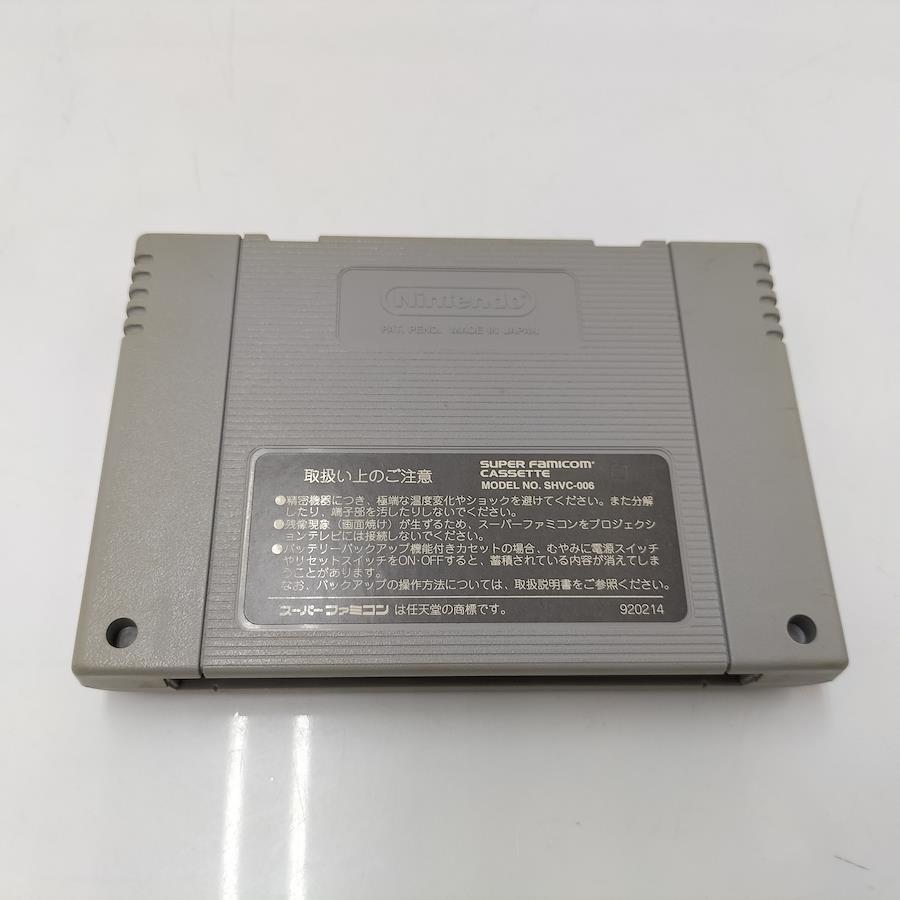 Nintendo
PAT. PEND. MADE IN JAPAN
取扱い上のご注意
SUPER FAMICOM
CASSETTE
MODEL NO. SHVC-006
●精密機器につき、極端な温度変化やショックを避けてください。また分解
したり、端子部を汚したりしないでください。
●残像現象（画面焼け）が生ずるため、スーパーファミコンをプロジェクシ
ョンテレビには接続しないでください。
●バッテリーバックアップ機能付きカセットの場合、むやみに電源スイッチ
やリセットスイッチをON・OFFすると、蓄積されている内容が消えてしま
うことがあります。
なお、バックアップの操作方法については、取扱説明書をご参照ください。
スーパーファミコン は任天堂の商標です。
920214